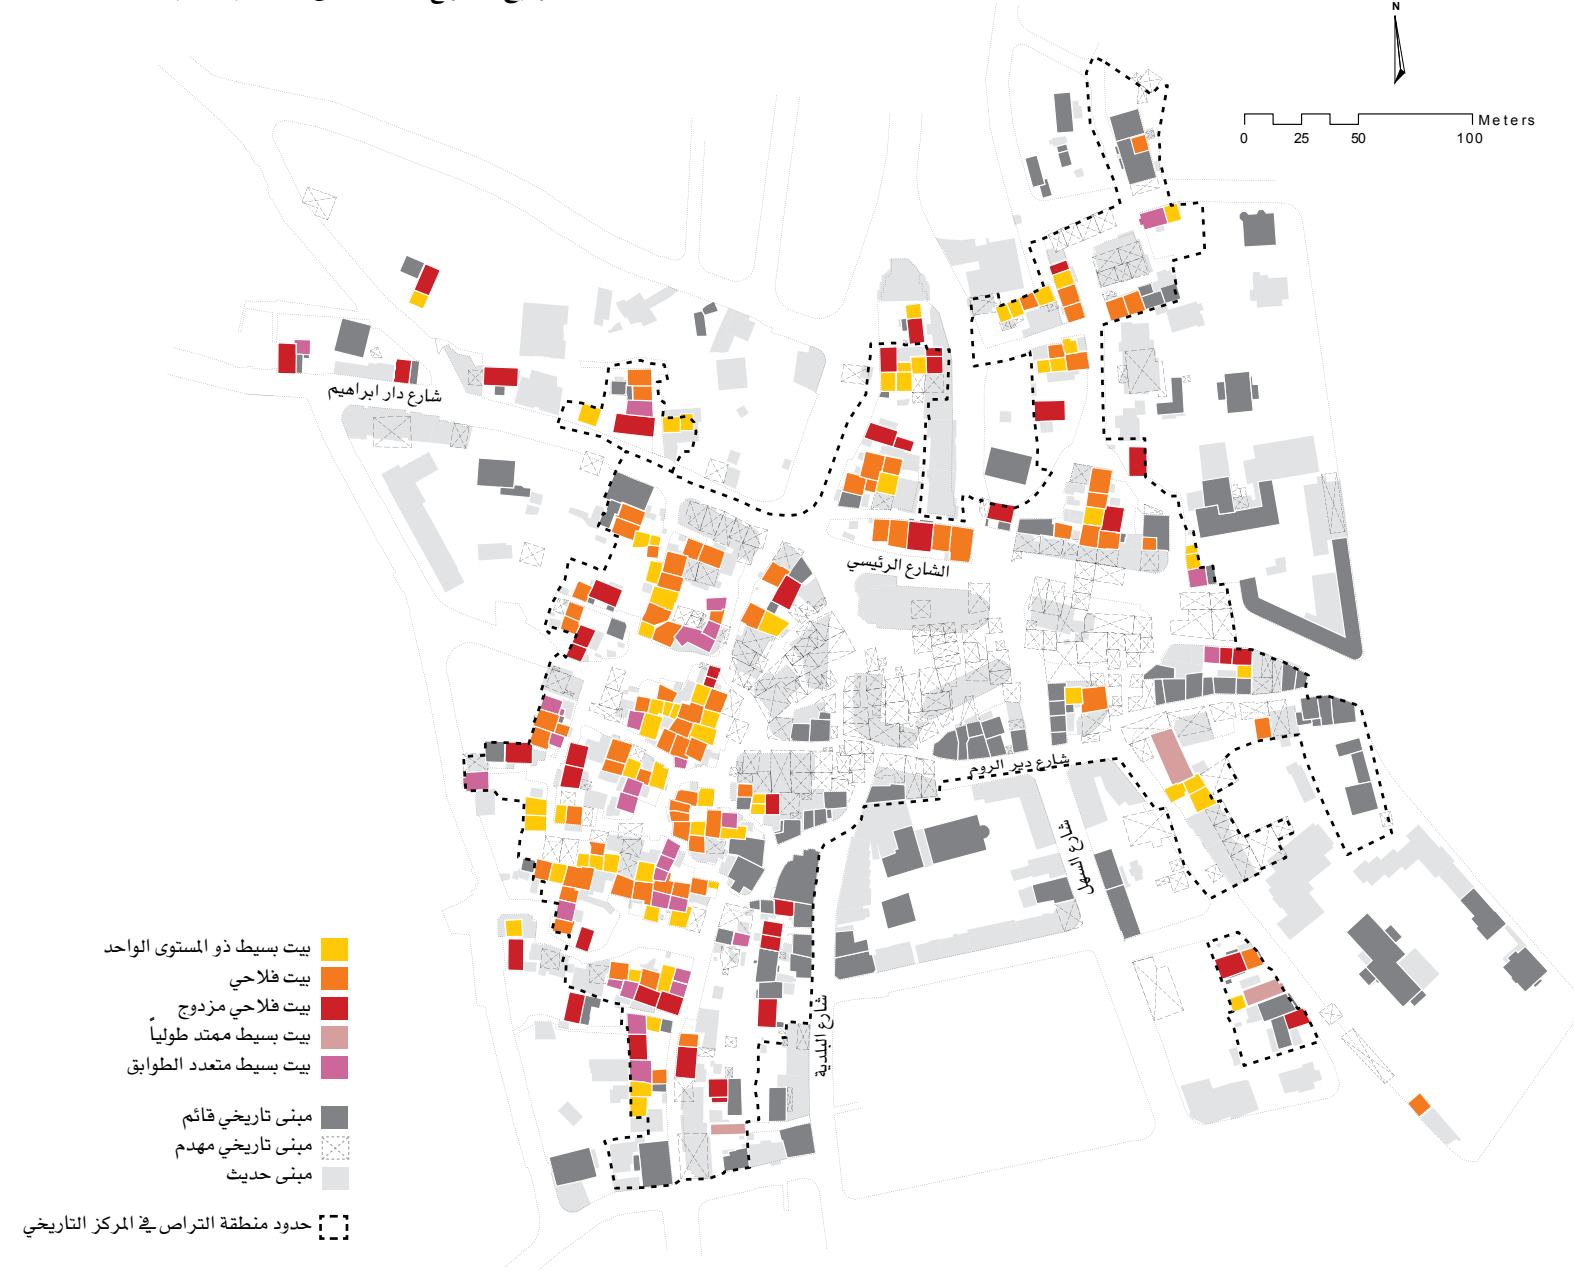 N
Meters
0 25 50 100
شارع دار ابراهيم
الشارع الرئيسي
شارع دير الروم
شارع السهل
شارع البلدية
بيت بسيط ذو المستوى الواحد
بيت فلاحي
بيت فلاحي مزدوج
بيت بسيط ممتد طولياً
بيت بسيط متعدد الطوابق
مبنى تاريخي قائم
مبنى تاريخي مهدم
مبنى حديث
حدود منطقة التراص في المركز التاريخي